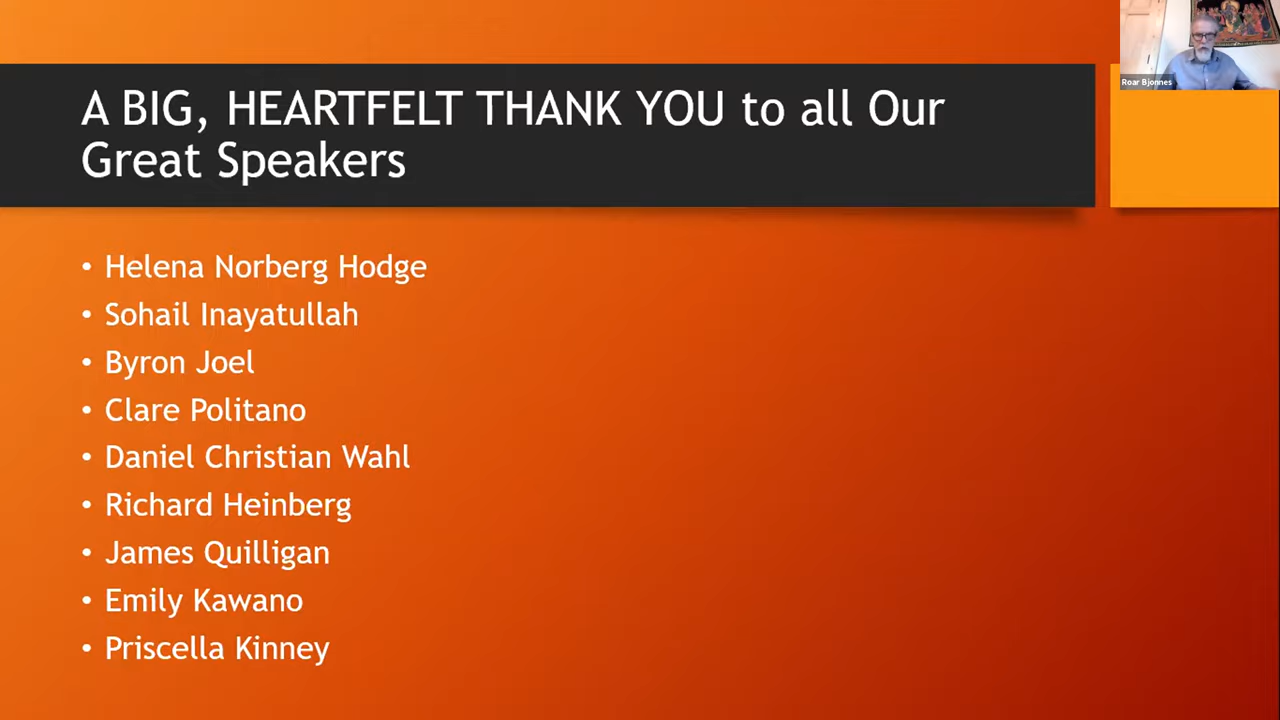 Roar Bjonnes
A BIG, HEARTFELT THANK YOU to all Our
Great Speakers
• Helena Norberg Hodge
• Sohail Inayatullah
• Byron Joel
• Clare Politano
• Daniel Christian Wahl
• Richard Heinberg
• James Quilligan
• Emily Kawano
• Priscella Kinney